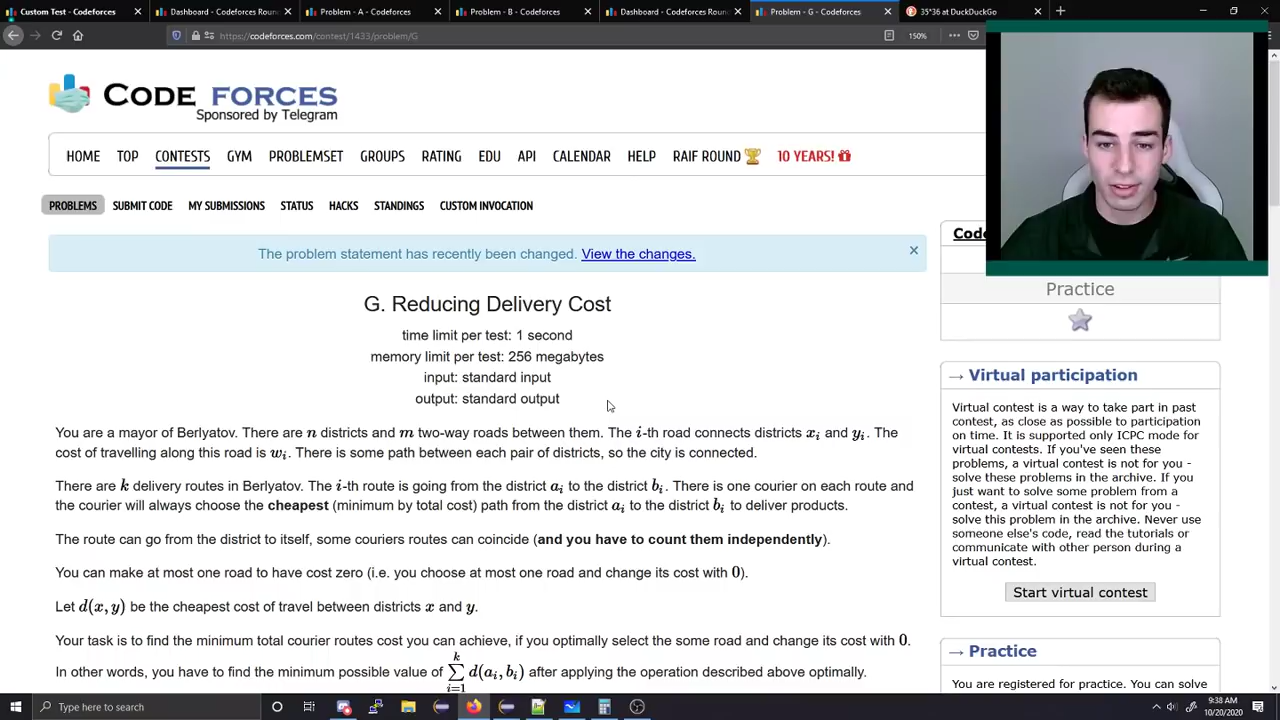 Custom Test - Codeforces
Dashboard - Codeforces Roun
Problem - A - Codeforces
Problem - B - Codeforces
Dashboard - Codeforces Roun
Problem - G - Codeforces
35*36 at DuckDuckGo
https://codeforces.com/contest/1433/problem/G
150%
CODE FORCES
Sponsored by Telegram
HOME TOP CONTESTS GYM PROBLEMSET GROUPS RATING EDU API CALENDAR HELP RAIF ROUND 10 YEARS!
PROBLEMS SUBMIT CODE MY SUBMISSIONS STATUS HACKS STANDINGS CUSTOM INVOCATION
The problem statement has recently been changed. View the changes.
×
G. Reducing Delivery Cost
time limit per test: 1 second
memory limit per test: 256 megabytes
input: standard input
output: standard output
You are a mayor of Berlyatov. There are n districts and m two-way roads between them. The i-th road connects districts xᵢ and yᵢ. The
cost of travelling along this road is wᵢ. There is some path between each pair of districts, so the city is connected.
There are k delivery routes in Berlyatov. The i-th route is going from the district aᵢ to the district bᵢ. There is one courier on each route and
the courier will always choose the cheapest (minimum by total cost) path from the district aᵢ to the district bᵢ to deliver products.
The route can go from the district to itself, some couriers routes can coincide (and you have to count them independently).
You can make at most one road to have cost zero (i.e. you choose at most one road and change its cost with 0).
Let d(x, y) be the cheapest cost of travel between districts x and y.
Your task is to find the minimum total courier routes cost you can achieve, if you optimally select the some road and change its cost with 0.
In other words, you have to find the minimum possible value of ∑ᵢ₌₁ᵏ d(aᵢ, bᵢ) after applying the operation described above optimally.
Code
Practice
→ Virtual participation
Virtual contest is a way to take part in past
contest, as close as possible to participation
on time. It is supported only ICPC mode for
virtual contests. If you've seen these
problems, a virtual contest is not for you -
solve these problems in the archive. If you
just want to solve some problem from a
contest, a virtual contest is not for you -
solve this problem in the archive. Never use
someone else's code, read the tutorials or
communicate with other person during a
virtual contest.
Start virtual contest
→ Practice
You are registered for practice. You can solve
Type here to search
9:38 AM
10/20/2020